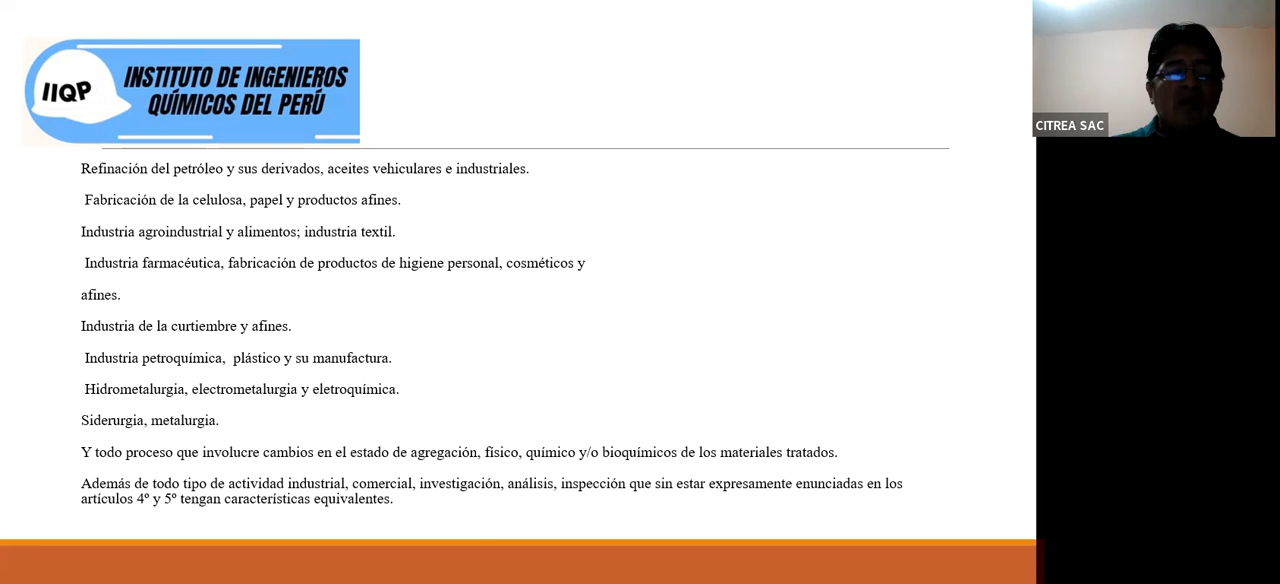 IIQP
INSTITUTO DE INGENIEROS
QUÍMICOS DEL PERÚ
CITREA SAC
Refinación del petróleo y sus derivados, aceites vehiculares e industriales.
Fabricación de la celulosa, papel y productos afines.
Industria agroindustrial y alimentos; industria textil.
Industria farmacéutica, fabricación de productos de higiene personal, cosméticos y
afines.
Industria de la curtiembre y afines.
Industria petroquímica,  plástico y su manufactura.
Hidrometalurgia, electrometalurgia y eletroquímica.
Siderurgia, metalurgia.
Y todo proceso que involucre cambios en el estado de agregación, físico, químico y/o bioquímicos de los materiales tratados.
Además de todo tipo de actividad industrial, comercial, investigación, análisis, inspección que sin estar expresamente enunciadas en los
artículos 4º y 5º tengan características equivalentes.